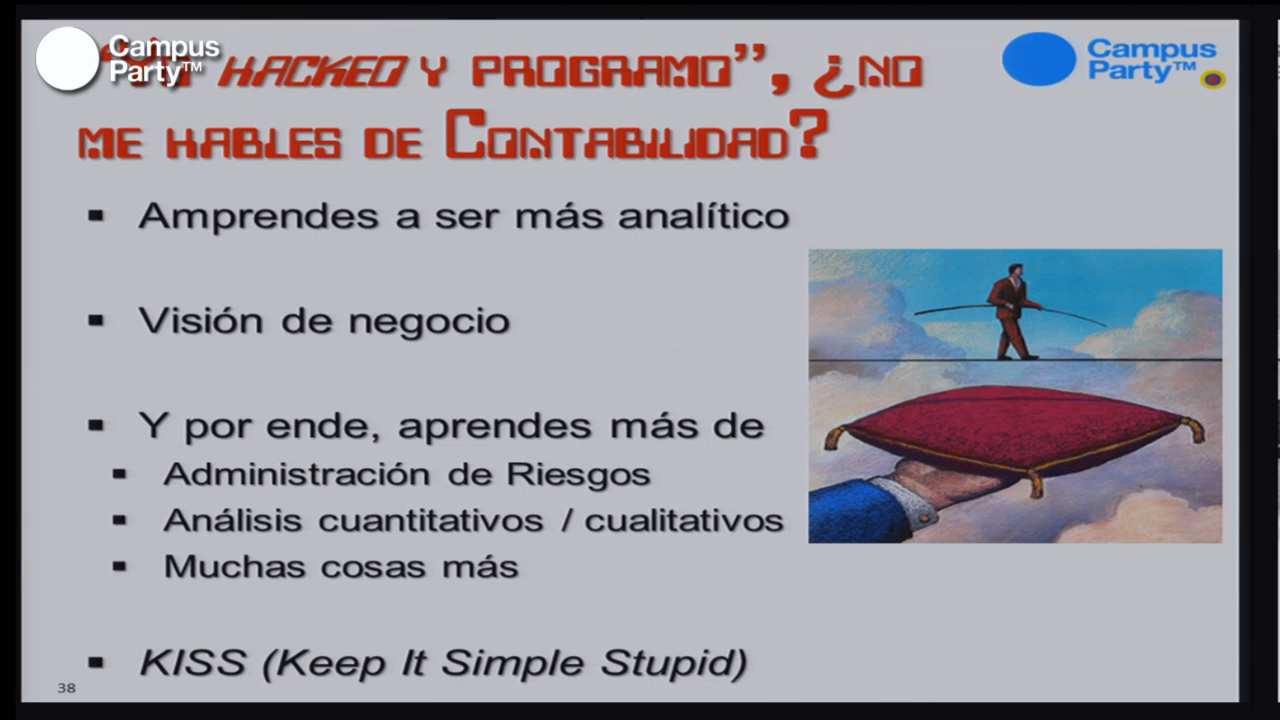 Campus
Party™
HACKEO Y PROGRAMO”, ¿NO
ME HABLES DE CONTABILIDAD?
Campus
Party™
▪ Amprendes a ser más analítico
▪ Visión de negocio
▪ Y por ende, aprendes más de
▪ Administración de Riesgos
▪ Análisis cuantitativos / cualitativos
▪ Muchas cosas más
▪ KISS (Keep It Simple Stupid)
38